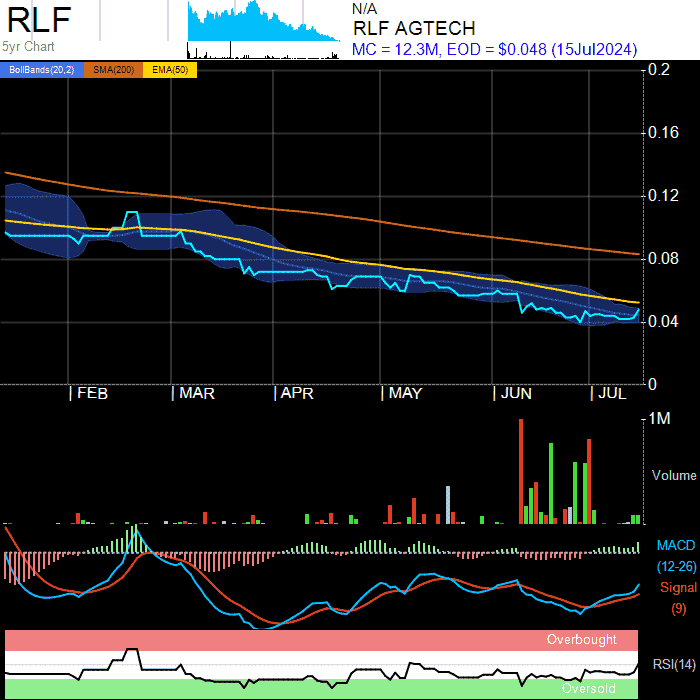 RLF
5yr Chart
N/A
RLF AGTECH
MC = 12.3M, EOD = $0.048 (15Jul2024)
BollBands(20,2) SMA(200) EMA(50)
0.2
0.16
0.12
0.08
0.04
0
FEB MAR APR MAY JUN JUL
1M
Volume
MACD
(12-26)
Signal
(9)
Overbought
RSI(14)
Oversold